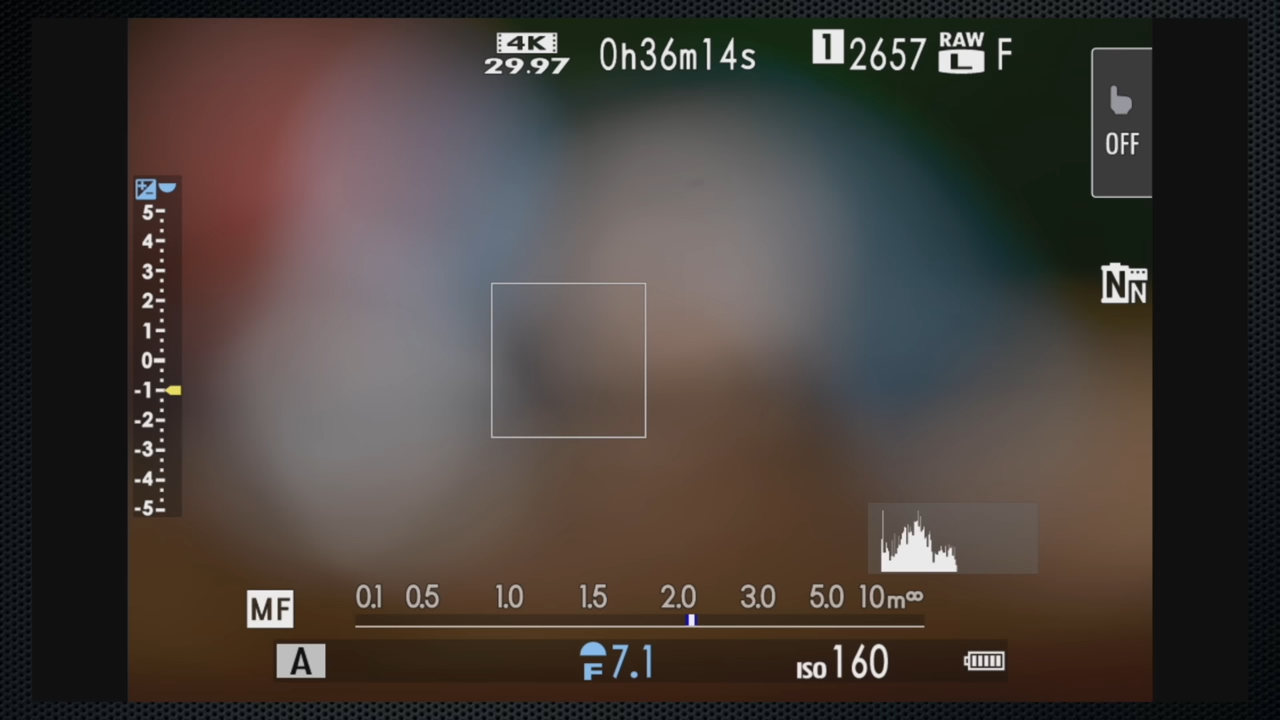 4K
29.97
0h36m14s
1 2657 RAW L F
OFF
N N
5
4
3
2
1
0
-1
-2
-3
-4
-5
MF
0.1 0.5 1.0 1.5 2.0 3.0 5.0 10m∞
A
F7.1
ISO 160